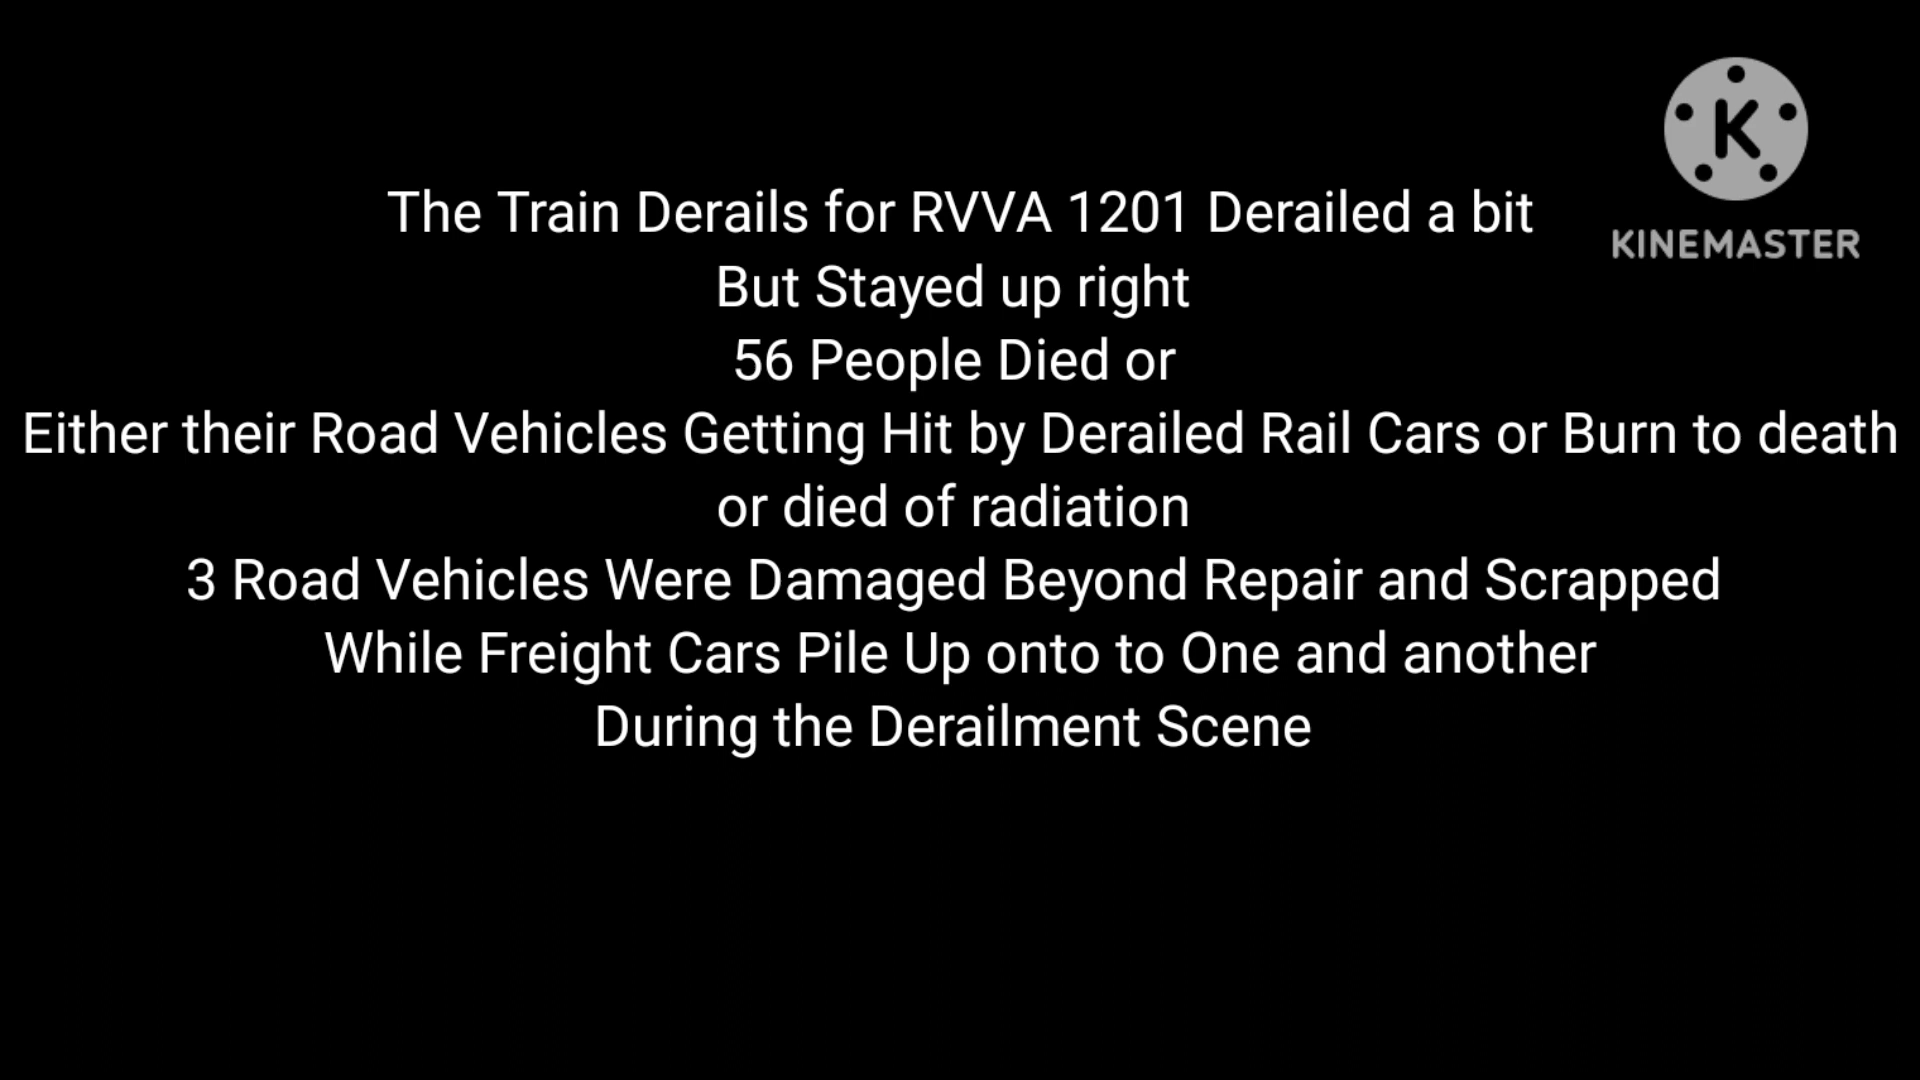 The Train Derails for RVVA 1201 Derailed a bit
But Stayed up right
56 People Died or
Either their Road Vehicles Getting Hit by Derailed Rail Cars or Burn to death
or died of radiation
3 Road Vehicles Were Damaged Beyond Repair and Scrapped
While Freight Cars Pile Up onto to One and another
During the Derailment Scene
K
KINEMASTER